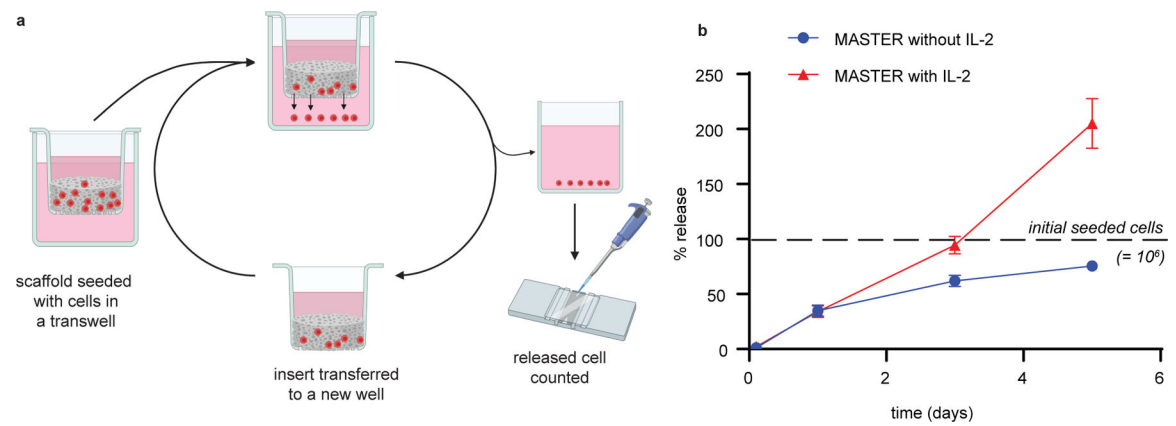 a
scaffold seeded
with cells in
a transwell
insert transferred
to a new well
released cell
counted
b
MASTER without IL-2
MASTER with IL-2
250
200
150
100
50
0
% release
initial seeded cells
(= 10⁶)
0
2
4
6
time (days)